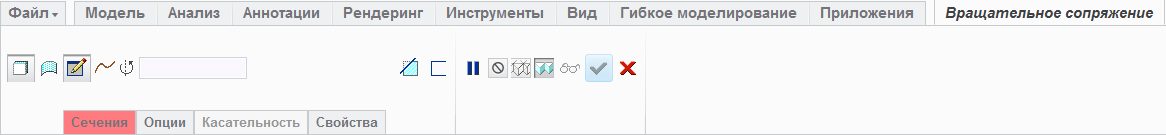 Файл Модель Анализ Аннотации Рендеринг Инструменты Вид Гибкое моделирование Приложения Вращательное сопряжение
Сечения Опции Касательность Свойства